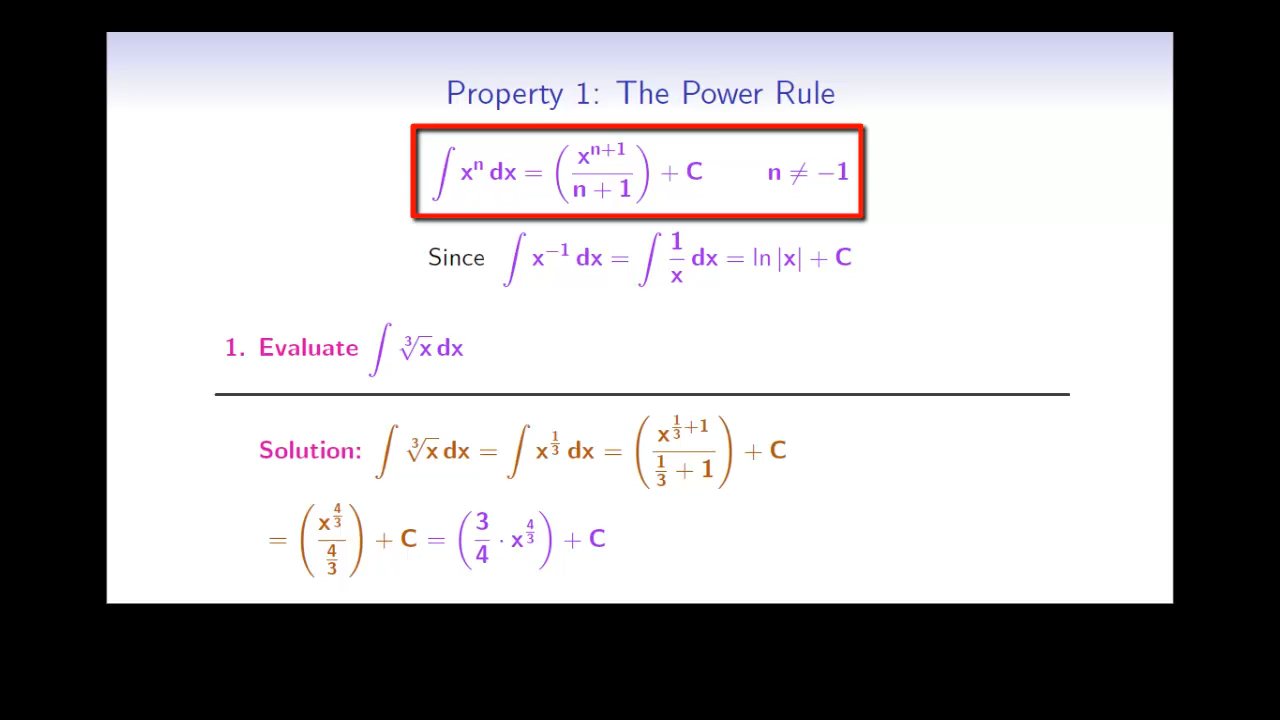 Property 1: The Power Rule
∫ xⁿ dx = (xⁿ⁺¹ / n + 1) + C n ≠ −1
Since ∫ x⁻¹ dx = ∫ 1/x dx = ln |x| + C
1. Evaluate ∫ ∛x dx
Solution: ∫ ∛x dx = ∫ x^(1/3) dx = (x^(1/3+1) / 1/3 + 1) + C
= (x^(4/3) / 4/3) + C = (3/4 · x^(4/3)) + C